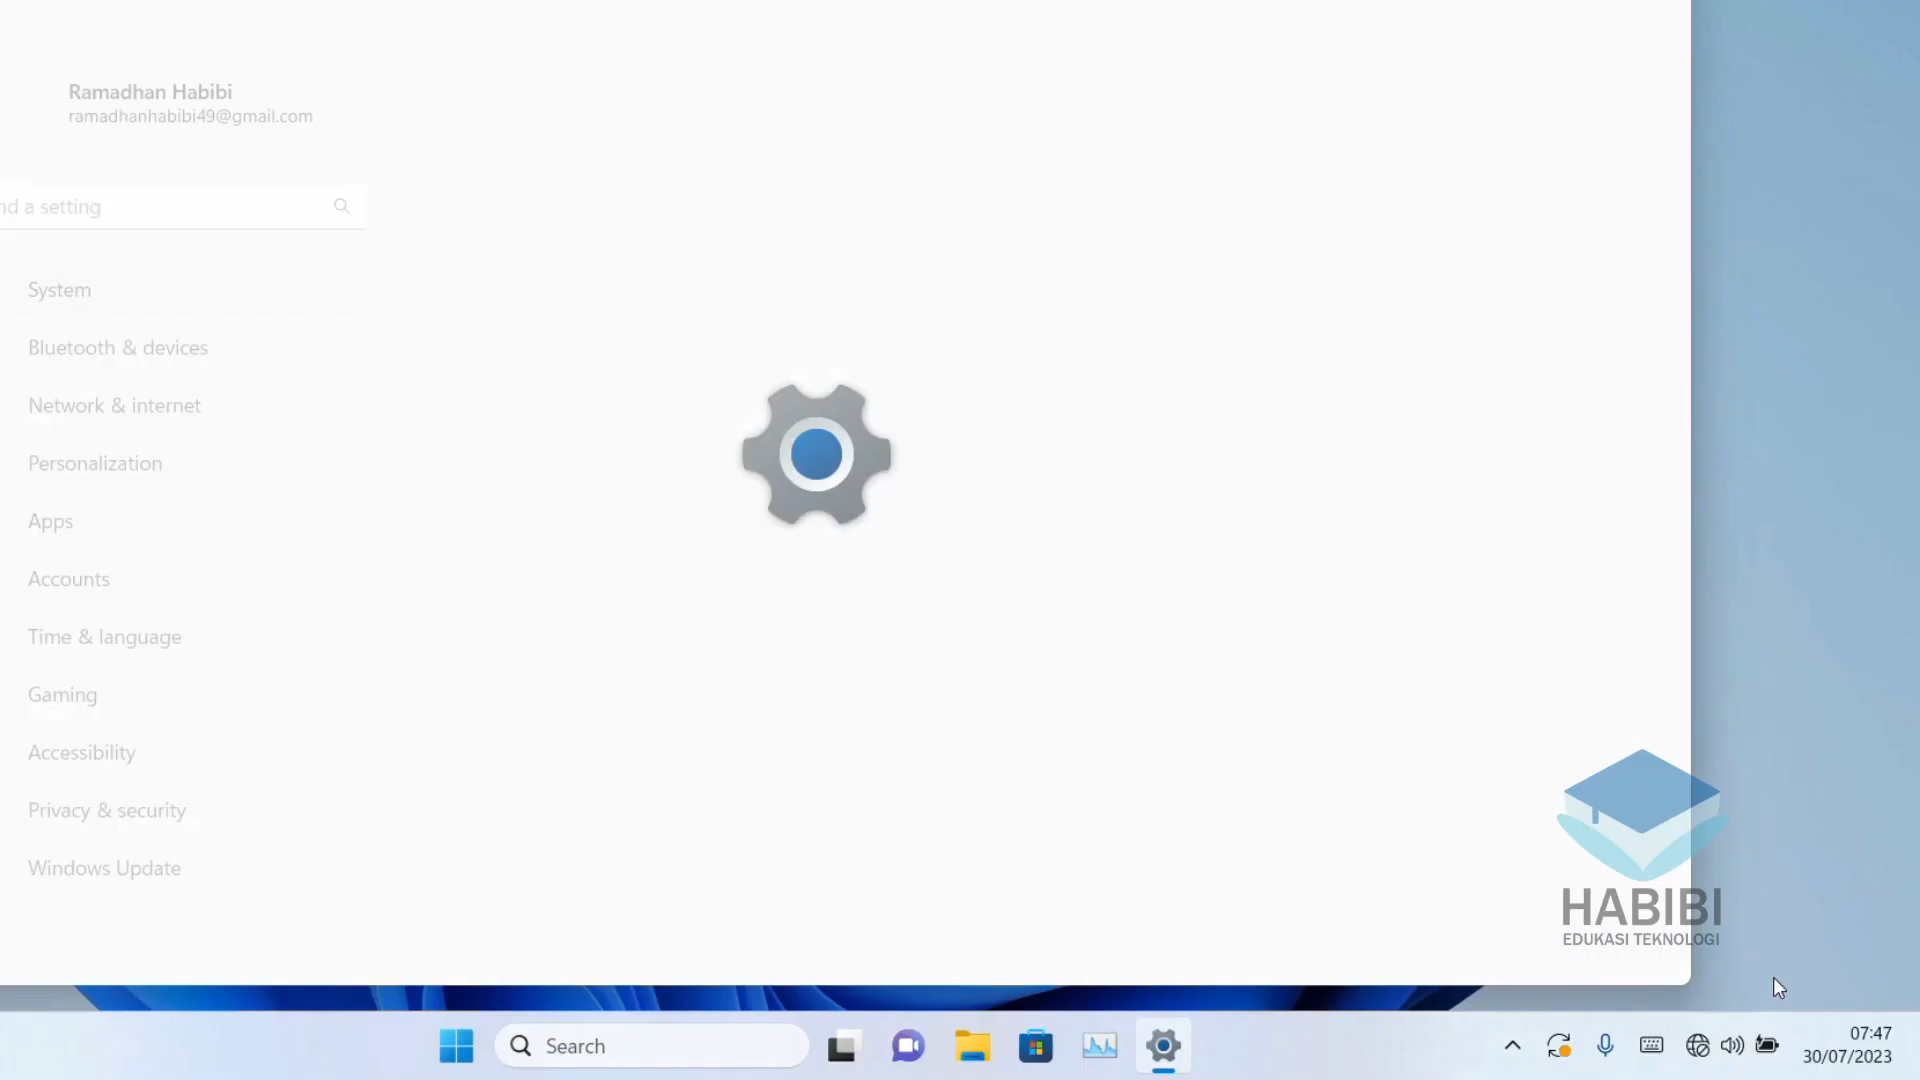 Ramadhan Habibi
ramadhanhabibi49@gmail.com
nd a setting
System
Bluetooth & devices
Network & internet
Personalization
Apps
Accounts
Time & language
Gaming
Accessibility
Privacy & security
Windows Update
HABIBI
EDUKASI TEKNOLOGI
Search
07:47
30/07/2023